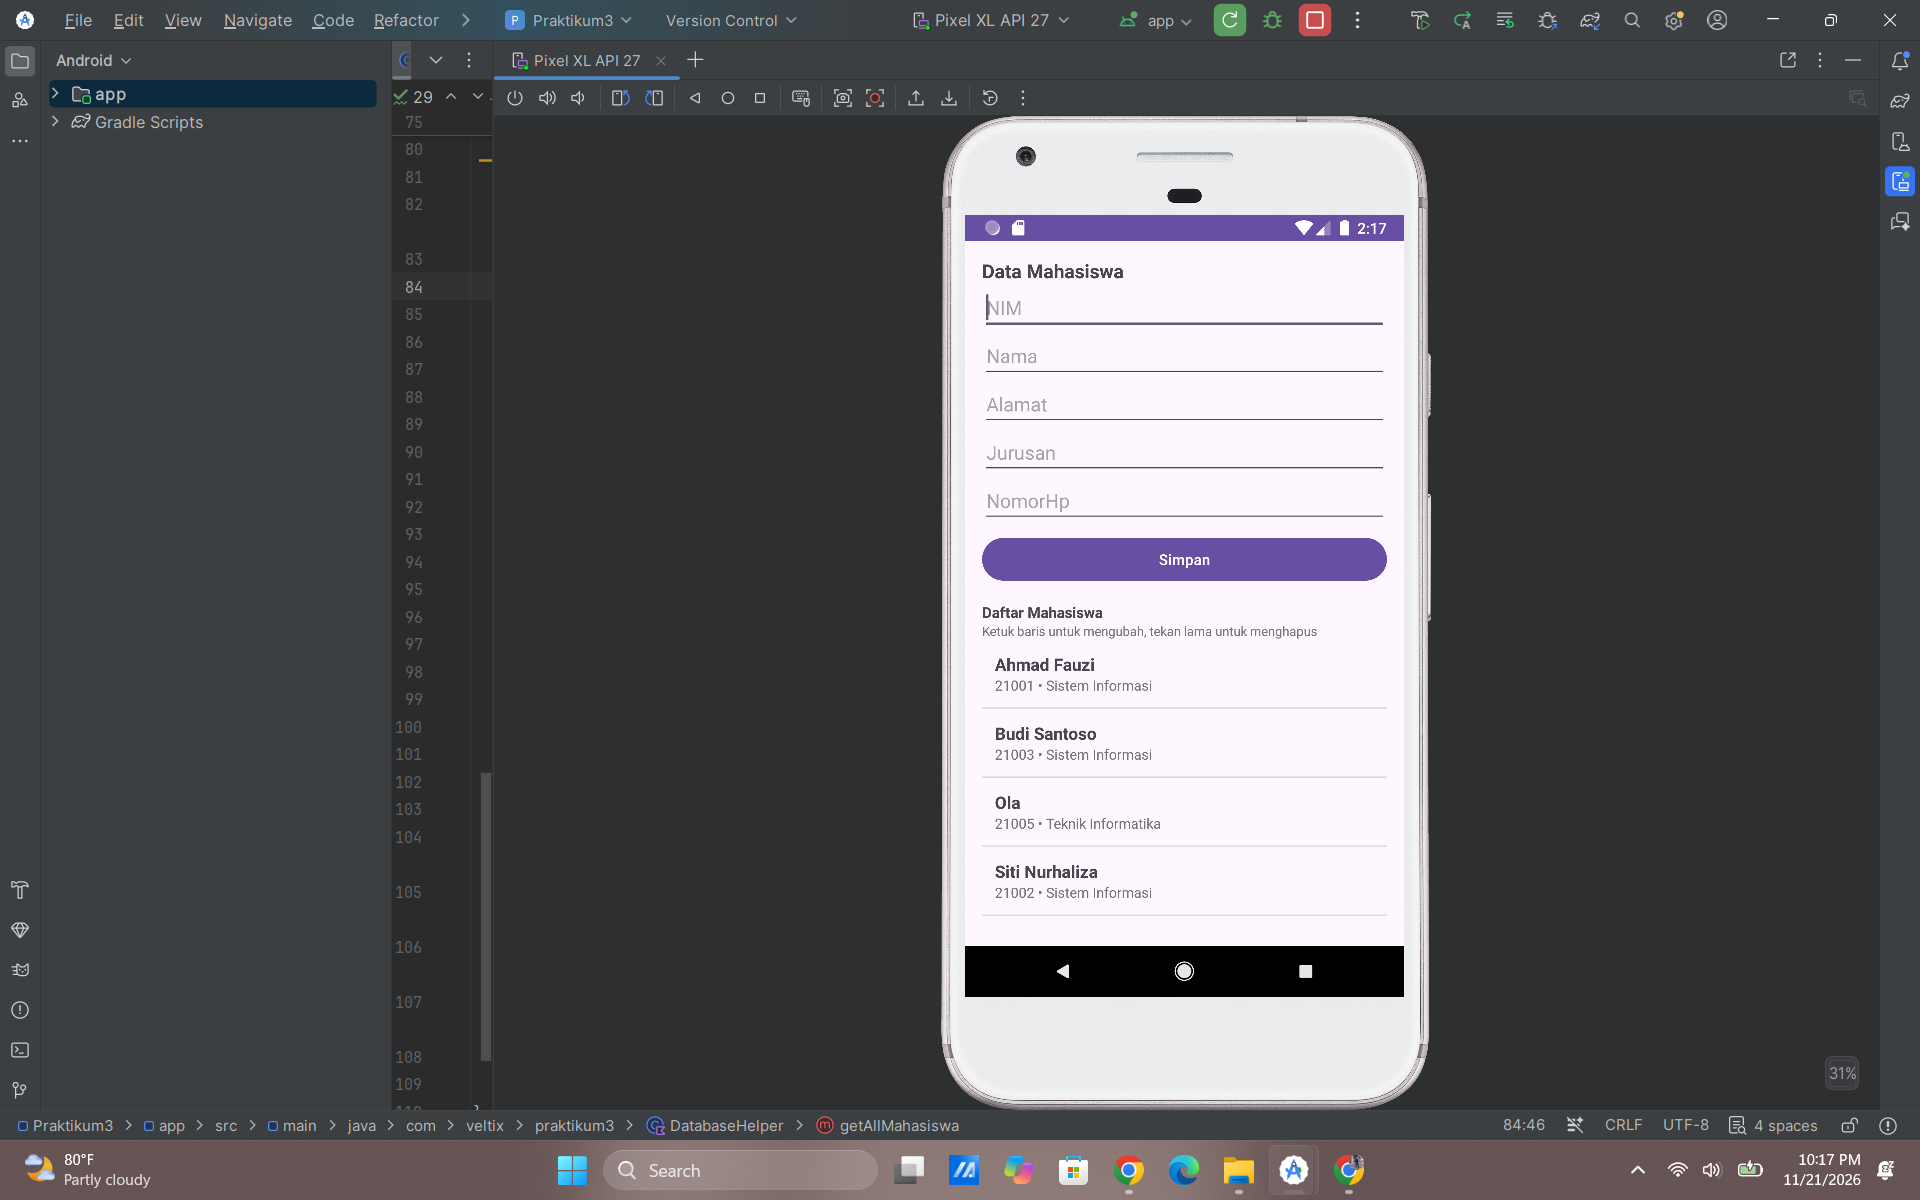 File Edit View Navigate Code Refactor P Praktikum3 Version Control Pixel XL API 27 app
Android Pixel XL API 27
app
Gradle Scripts
29
75
80
81
82
83
84
85
86
87
88
89
90
91
92
93
94
95
96
97
98
99
100
101
102
103
104
105
106
107
108
109
2:17
Data Mahasiswa
NIM
Nama
Alamat
Jurusan
NomorHp
Simpan
Daftar Mahasiswa
Ketuk baris untuk mengubah, tekan lama untuk menghapus
Ahmad Fauzi
21001 • Sistem Informasi
Budi Santoso
21003 • Sistem Informasi
Ola
21005 • Teknik Informatika
Siti Nurhaliza
21002 • Sistem Informasi
31%
Praktikum3 app src main java com veltix praktikum3 DatabaseHelper getAllMahasiswa 84:46 CRLF UTF-8 4 spaces
80°F
Partly cloudy
Search
10:17 PM
11/21/2026